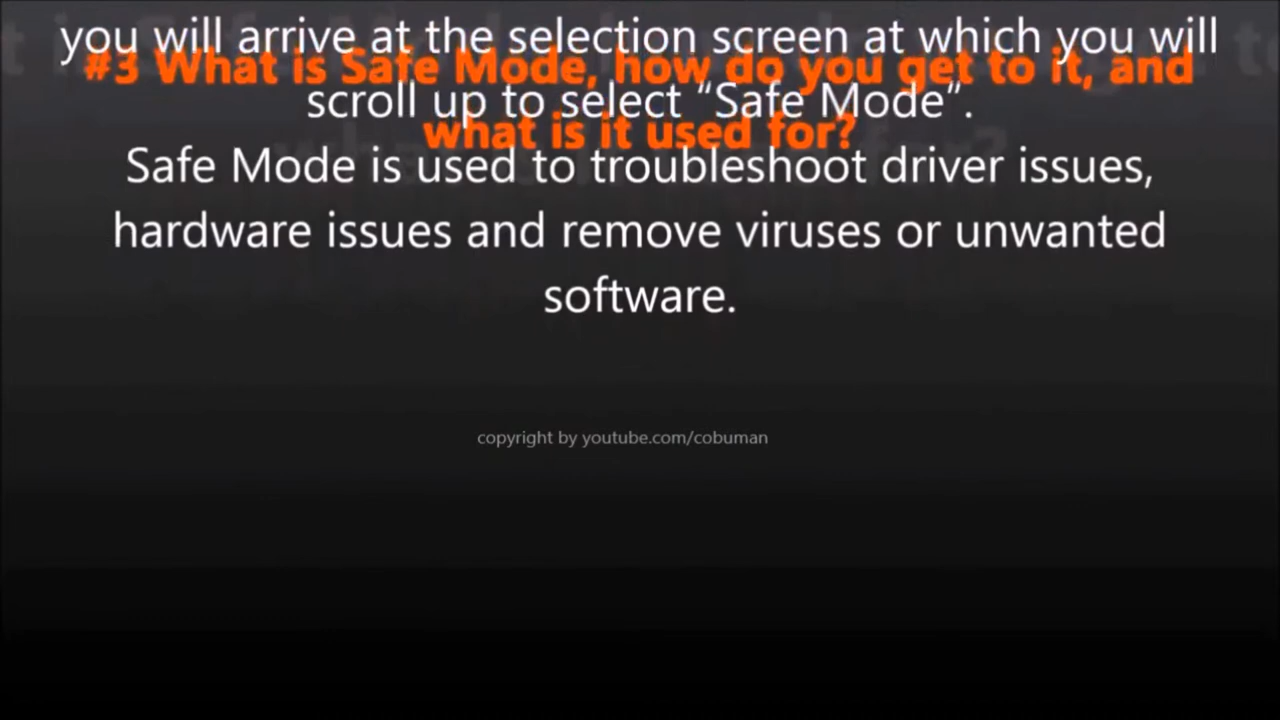 you will arrive at the selection screen at which you will
#3 What is Safe Mode, how do you get to it, and
scroll up to select “Safe Mode”.
what is it used for?
Safe Mode is used to troubleshoot driver issues,
hardware issues and remove viruses or unwanted
software.
copyright by youtube.com/cobuman